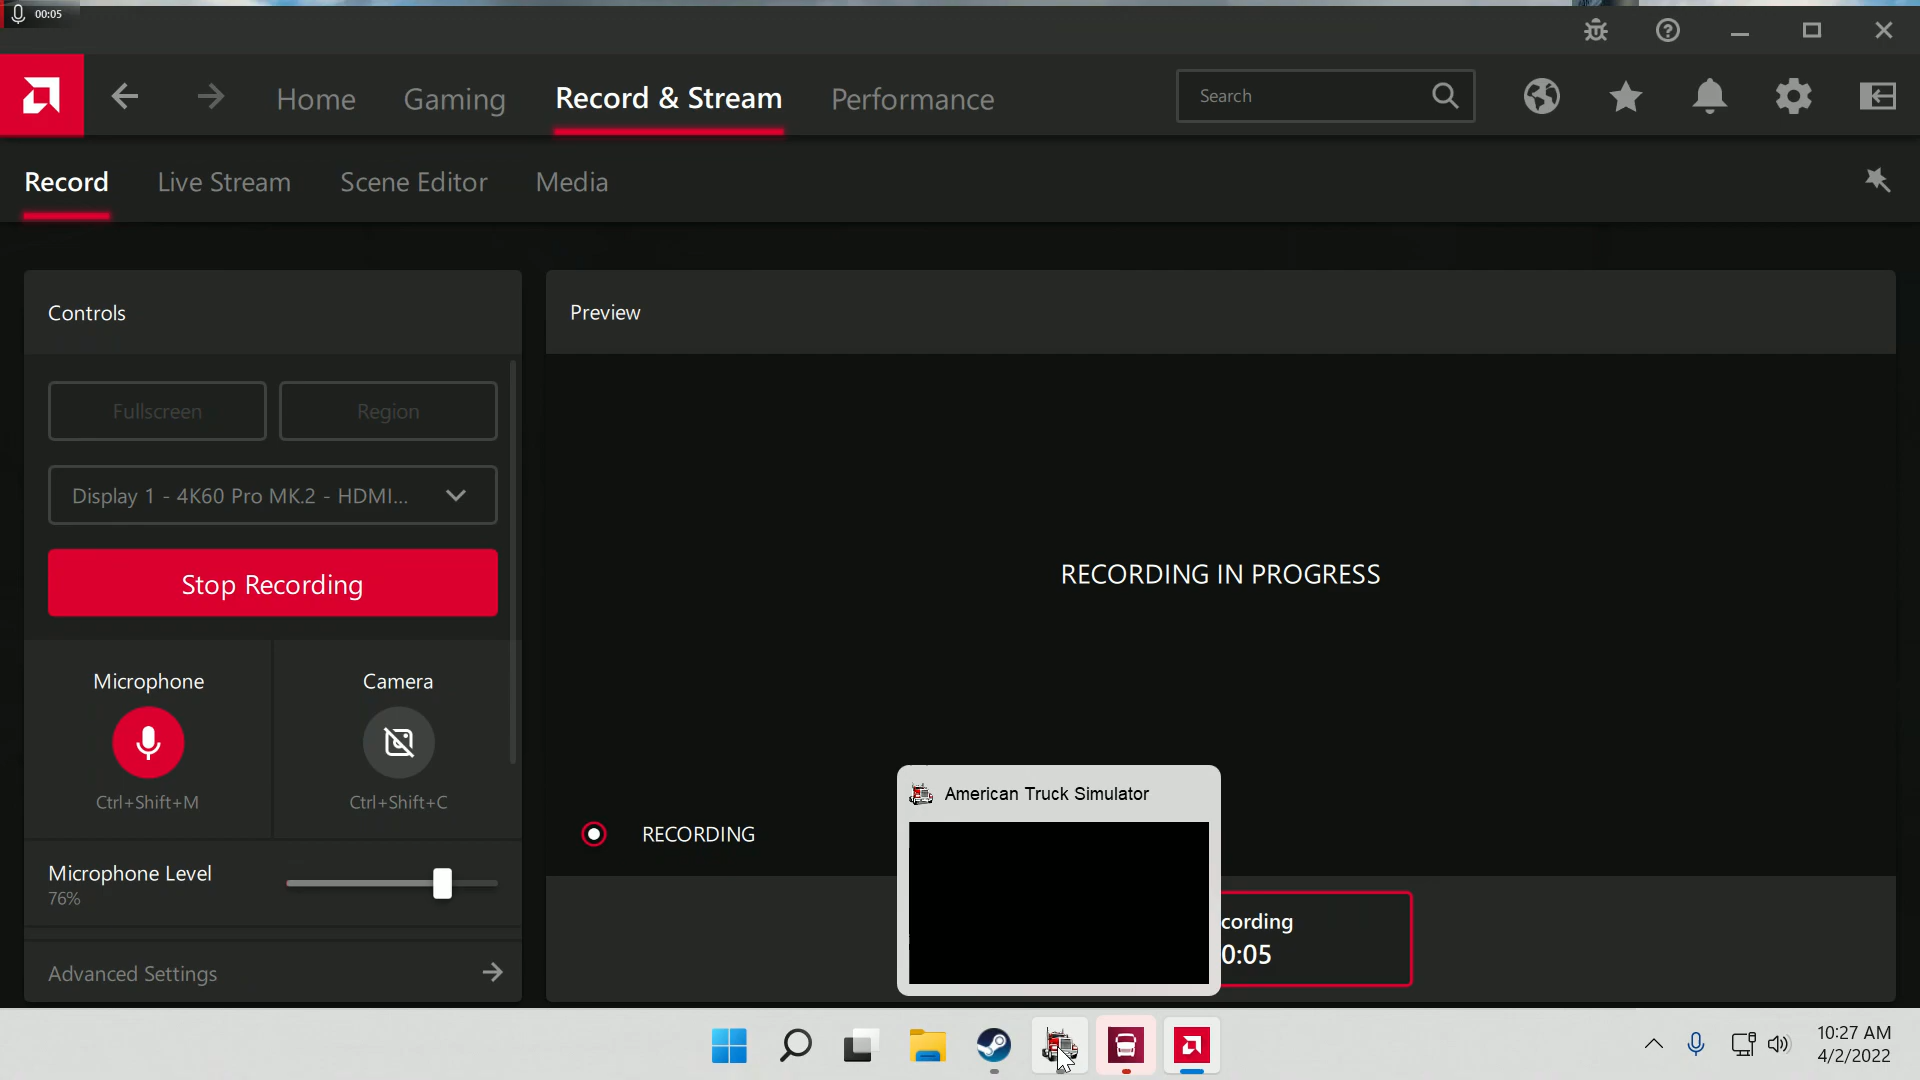 00:05
Home
Gaming
Record & Stream
Performance
Search
Record
Live Stream
Scene Editor
Media
Controls
Preview
Fullscreen
Region
Display 1 - 4K60 Pro MK.2 - HDMI...
Stop Recording
RECORDING IN PROGRESS
Microphone
Camera
Ctrl+Shift+M
Ctrl+Shift+C
American Truck Simulator
RECORDING
Microphone Level
76%
cording
0:05
Advanced Settings
10:27 AM
4/2/2022